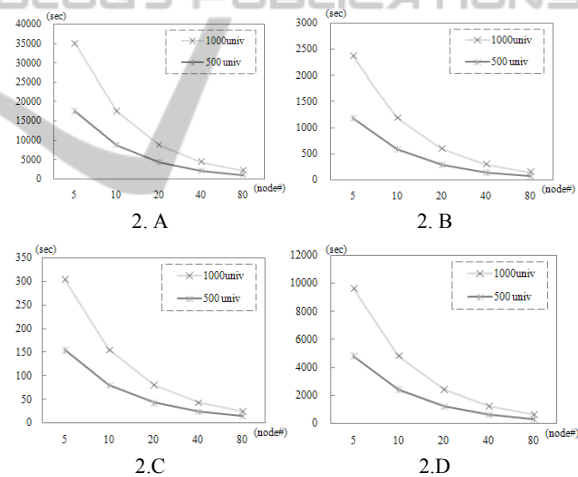 (sec)
40000
35000
30000
25000
20000
15000
10000
5000
0
1000univ
500 univ
5 10 20 40 80 (node#)
2. A
(sec)
3000
2500
2000
1500
1000
500
0
1000univ
500 univ
5 10 20 40 80 (node#)
2. B
(sec)
350
300
250
200
150
100
50
0
1000univ
500 univ
5 10 20 40 80 (node#)
2.C
(sec)
12000
10000
8000
6000
4000
2000
0
1000univ
500 univ
5 10 20 40 80 (node#)
2.D